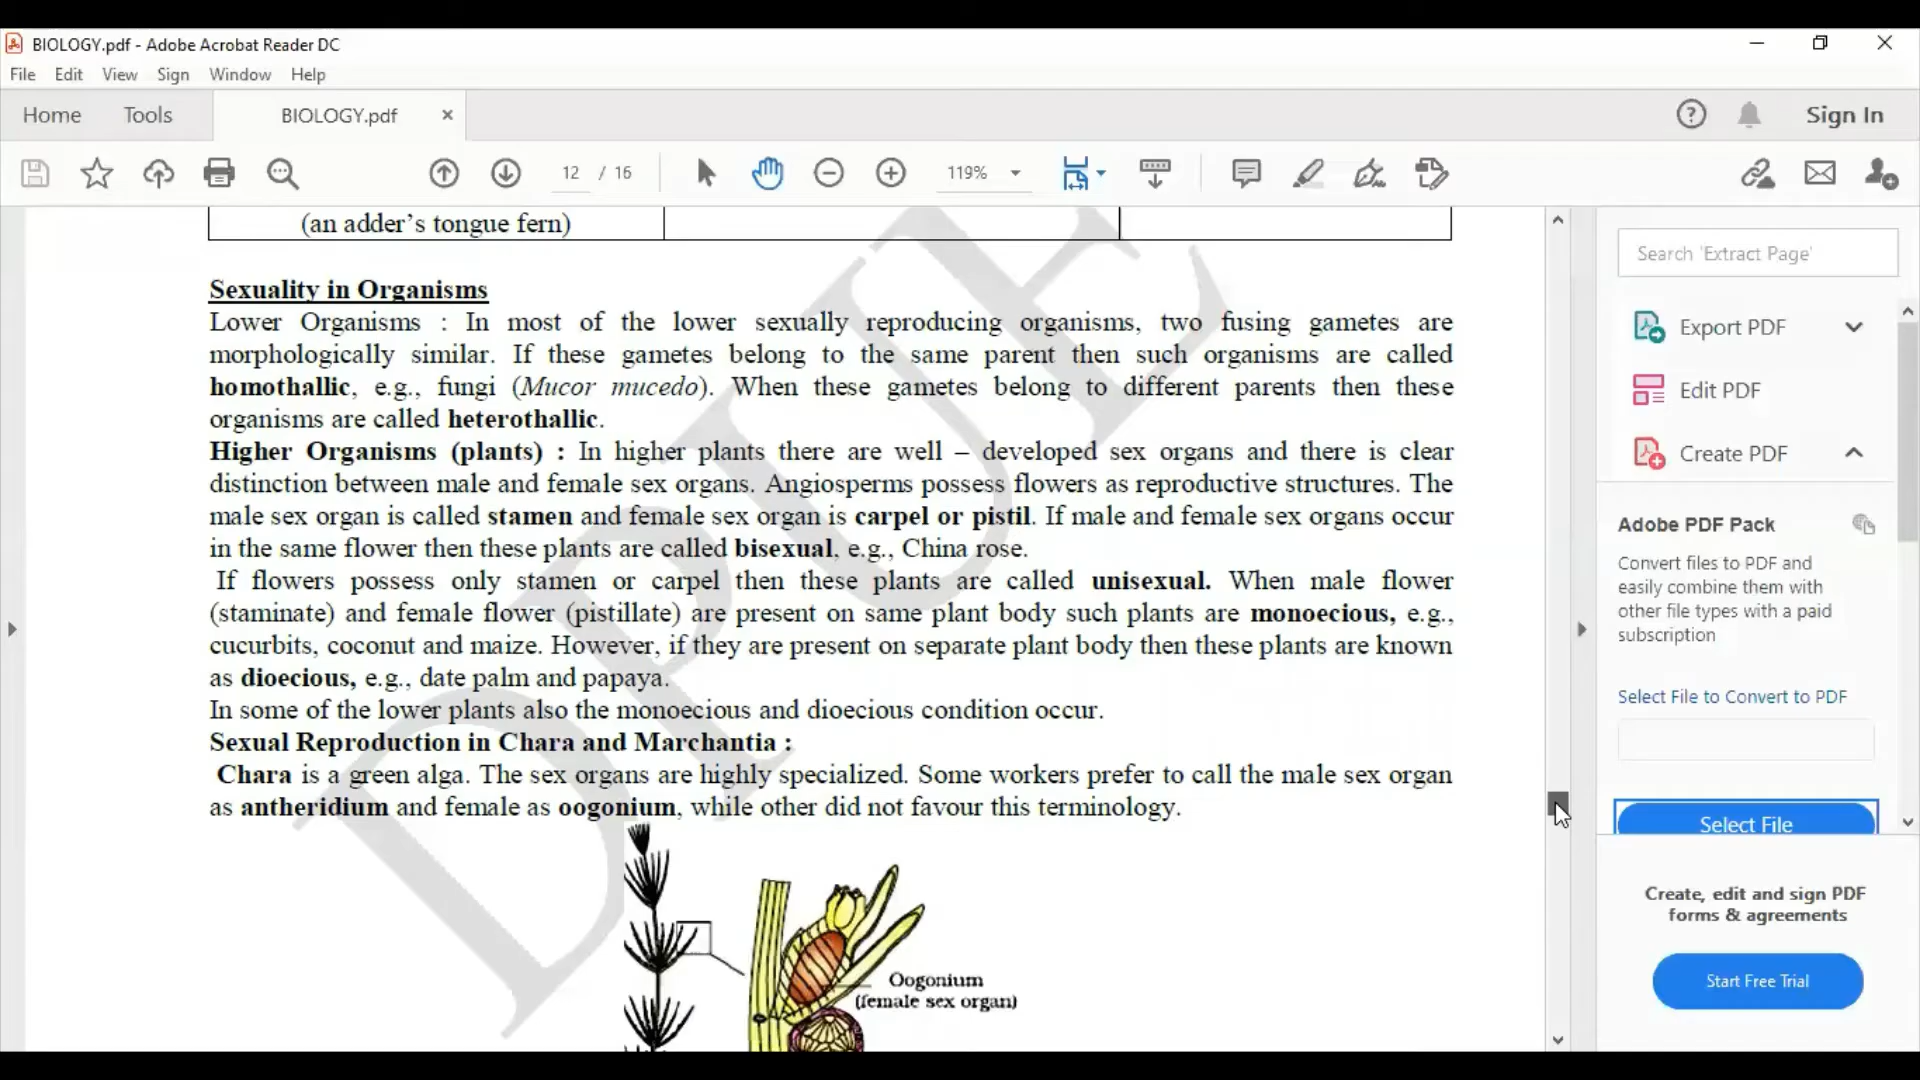 BIOLOGY.pdf - Adobe Acrobat Reader DC
File Edit View Sign Window Help
Home Tools BIOLOGY.pdf × ? Sign In
12 / 16 119%
(an adder’s tongue fern)
Sexuality in Organisms
Lower Organisms : In most of the lower sexually reproducing organisms, two fusing gametes are
morphologically similar. If these gametes belong to the same parent then such organisms are called
homothallic, e.g., fungi (Mucor mucedo). When these gametes belong to different parents then these
organisms are called heterothallic.
Higher Organisms (plants) : In higher plants there are well – developed sex organs and there is clear
distinction between male and female sex organs. Angiosperms possess flowers as reproductive structures. The
male sex organ is called stamen and female sex organ is carpel or pistil. If male and female sex organs occur
in the same flower then these plants are called bisexual, e.g., China rose.
If flowers possess only stamen or carpel then these plants are called unisexual. When male flower
(staminate) and female flower (pistillate) are present on same plant body such plants are monoecious, e.g.,
cucurbits, coconut and maize. However, if they are present on separate plant body then these plants are known
as dioecious, e.g., date palm and papaya.
In some of the lower plants also the monoecious and dioecious condition occur.
Sexual Reproduction in Chara and Marchantia :
Chara is a green alga. The sex organs are highly specialized. Some workers prefer to call the male sex organ
as antheridium and female as oogonium, while other did not favour this terminology.
Oogonium
(female sex organ)
DPUE
Search 'Extract Page'
Export PDF
Edit PDF
Create PDF
Adobe PDF Pack
Convert files to PDF and
easily combine them with
other file types with a paid
subscription
Select File to Convert to PDF
Select File
Create, edit and sign PDF
forms & agreements
Start Free Trial